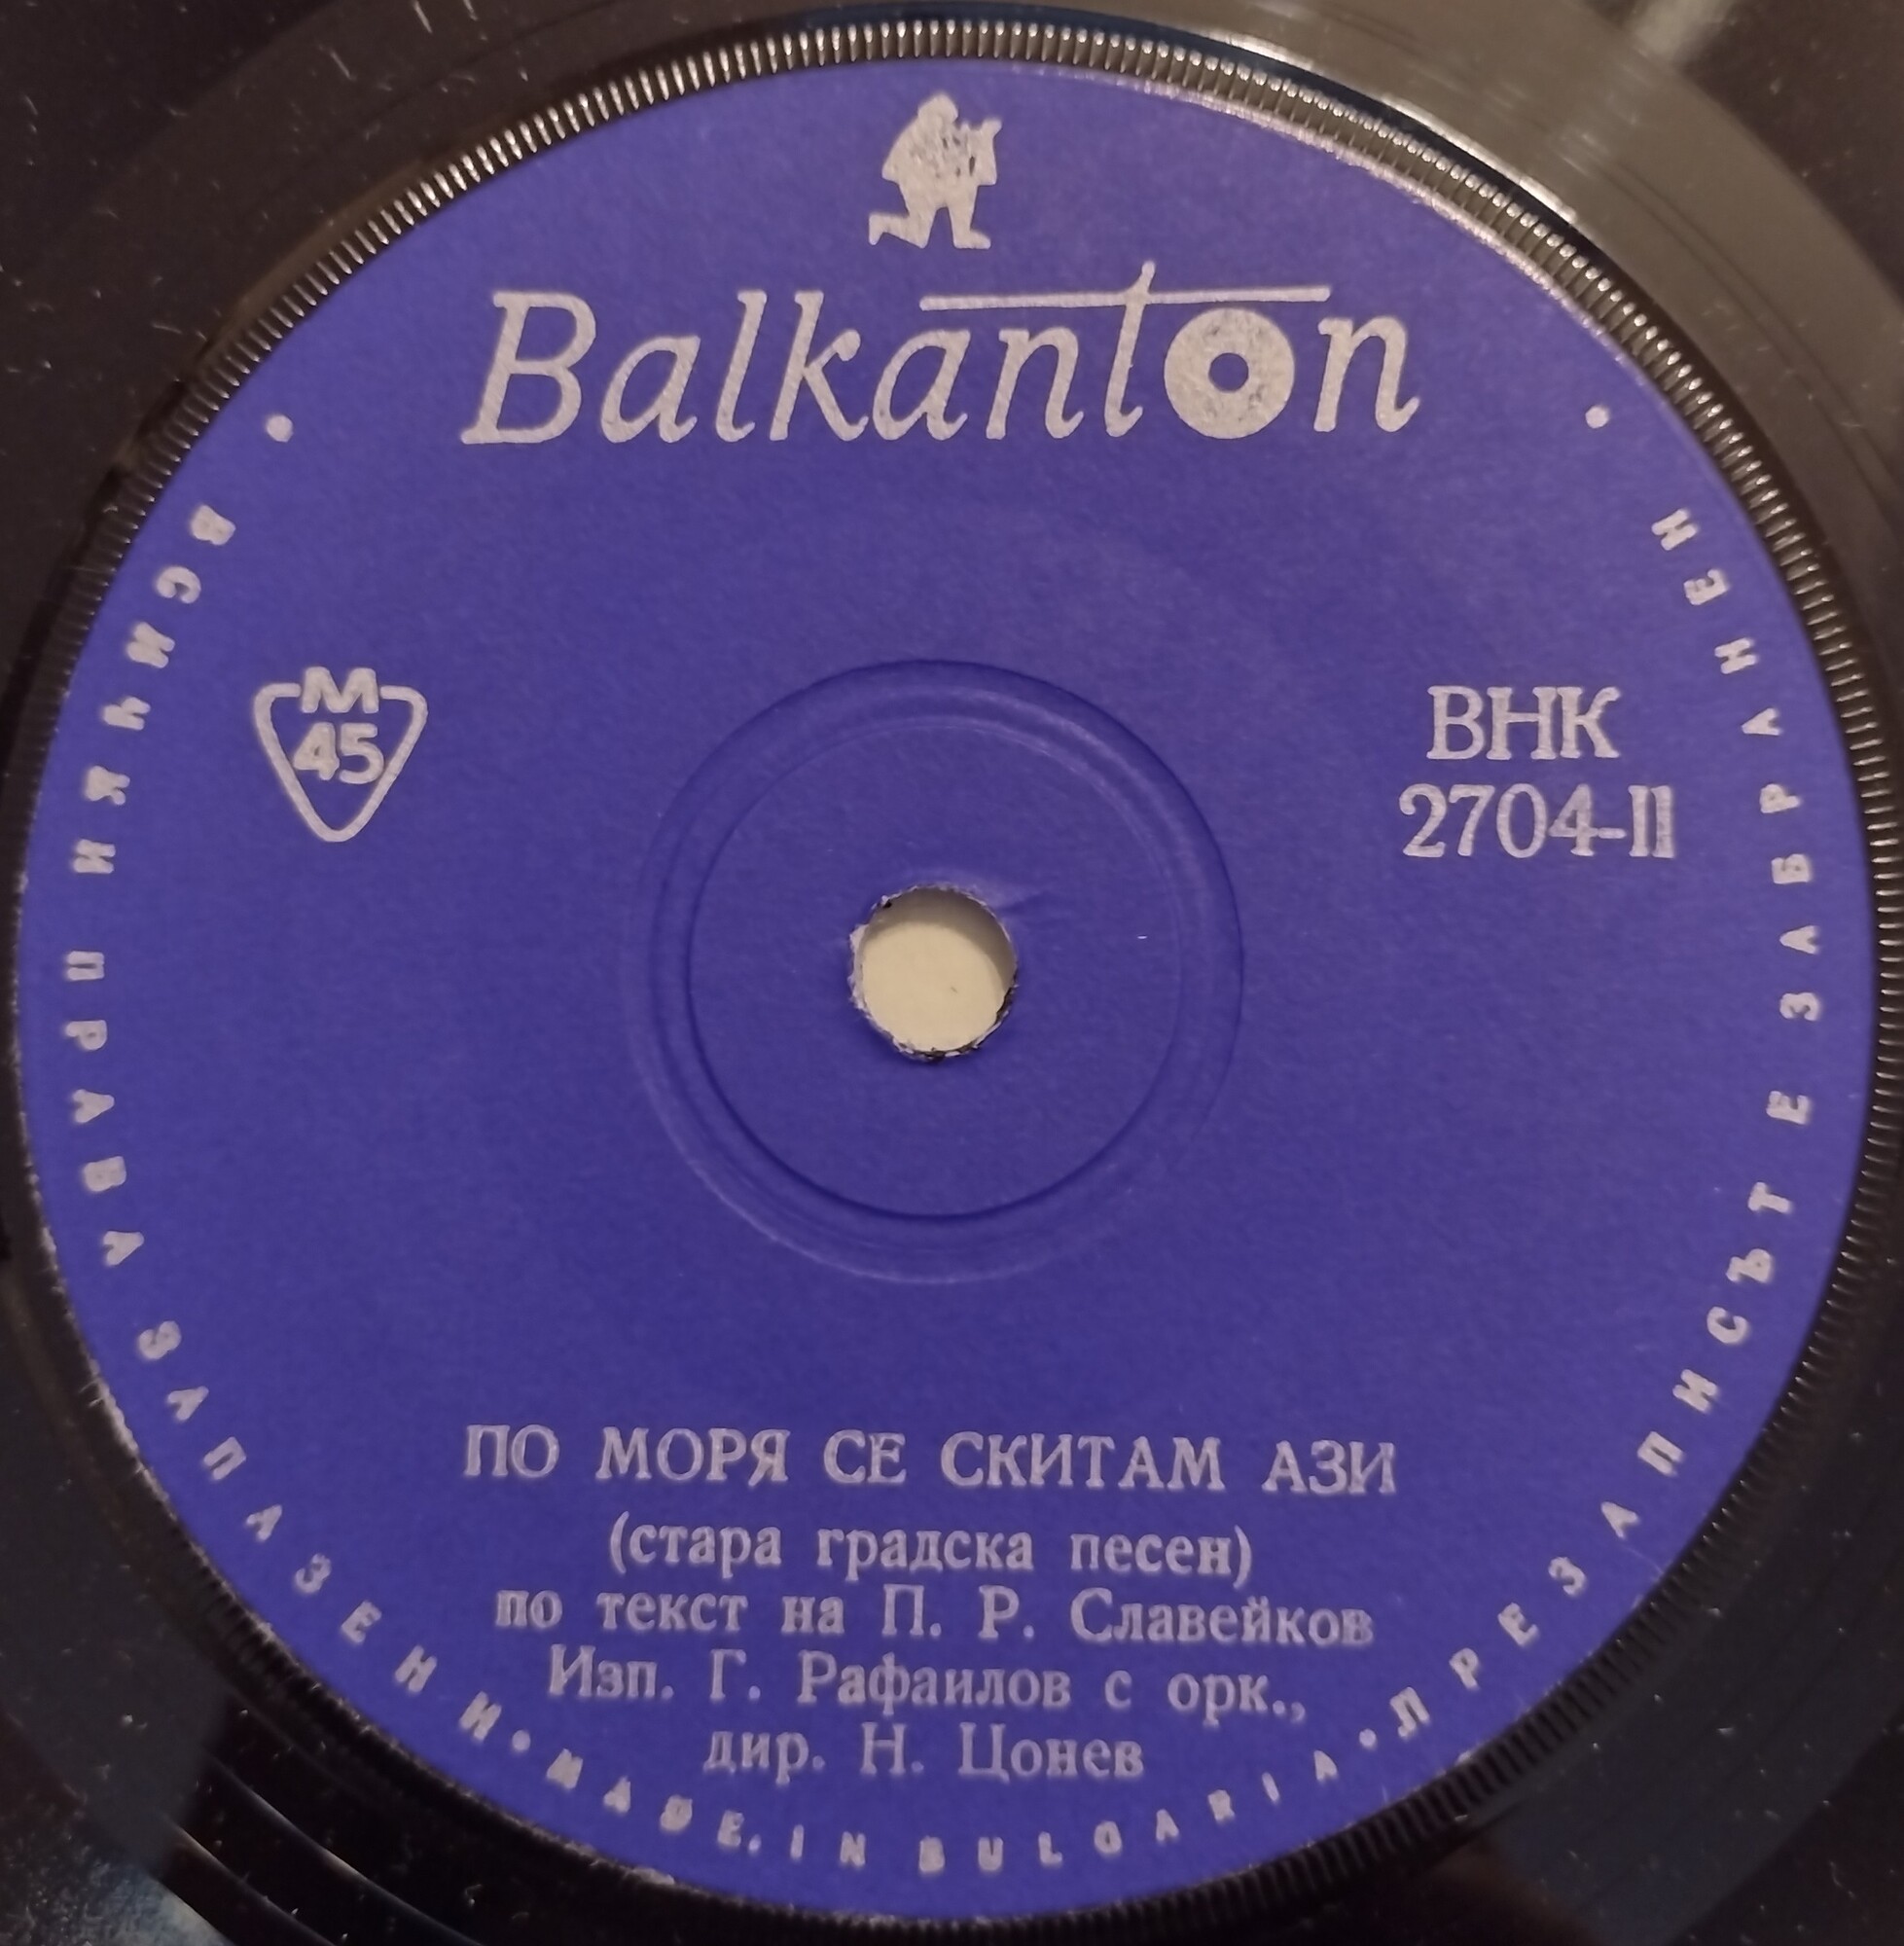 Balkanton
М
45
ВНК
2704-II
ПО МОРЯ СЕ СКИТАМ АЗИ
(стара градска песен)
по текст на П. Р. Славейков
Изп. Г. Рафаилов с орк.,
дир. Н. Цонев
• ВСИЧКИ ПРАВА ЗАПАЗЕНИ • MADE IN BULGARIA • ПРЕЗАПИСЪТ Е ЗАБРАНЕН •